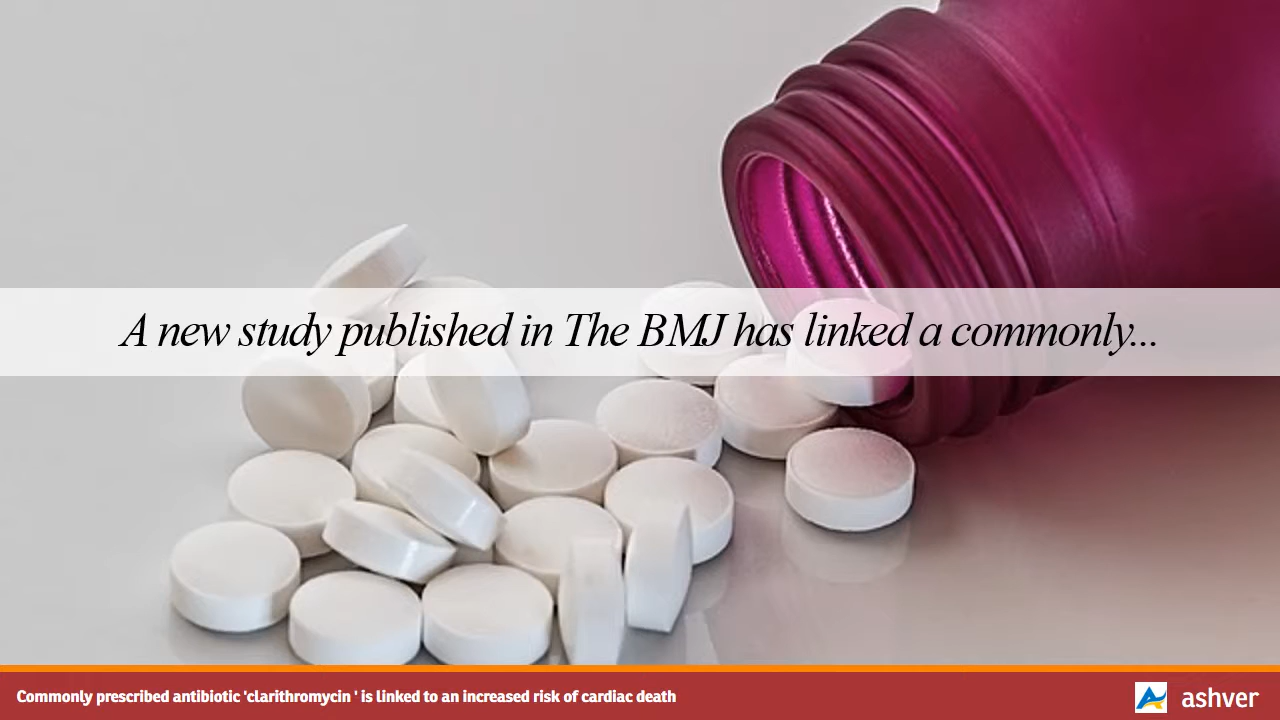 A new study published in The BMJ has linked a commonly...
Commonly prescribed antibiotic 'clarithromycin ' is linked to an increased risk of cardiac death
ashver